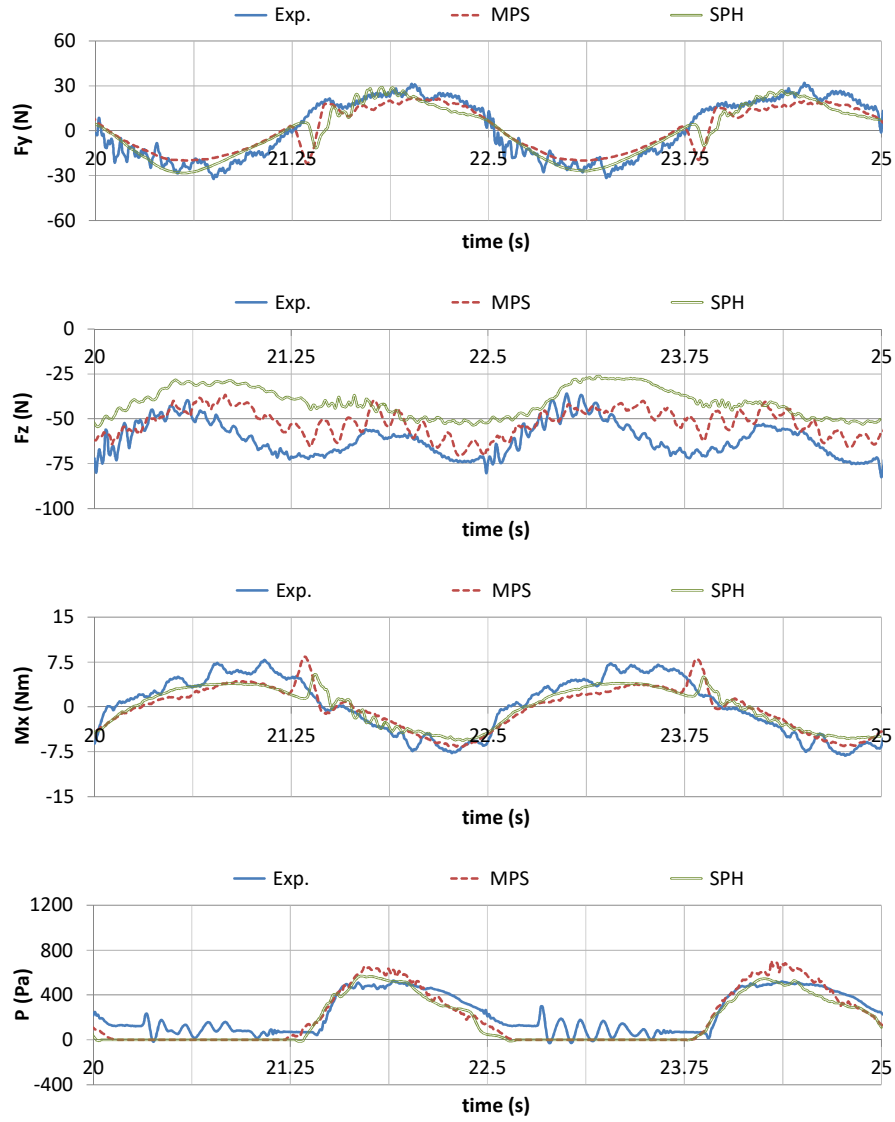 Exp. MPS SPH
60
30
0
-30
-60
Fy (N)
20 21.25 22.5 23.75 25
time (s)
Exp. MPS SPH
0
-25
-50
-75
-100
Fz (N)
20 21.25 22.5 23.75 25
time (s)
Exp. MPS SPH
15
7.5
0
-7.5
-15
Mx (Nm)
20 21.25 22.5 23.75 25
time (s)
Exp. MPS SPH
1200
800
400
0
-400
P (Pa)
20 21.25 22.5 23.75 25
time (s)